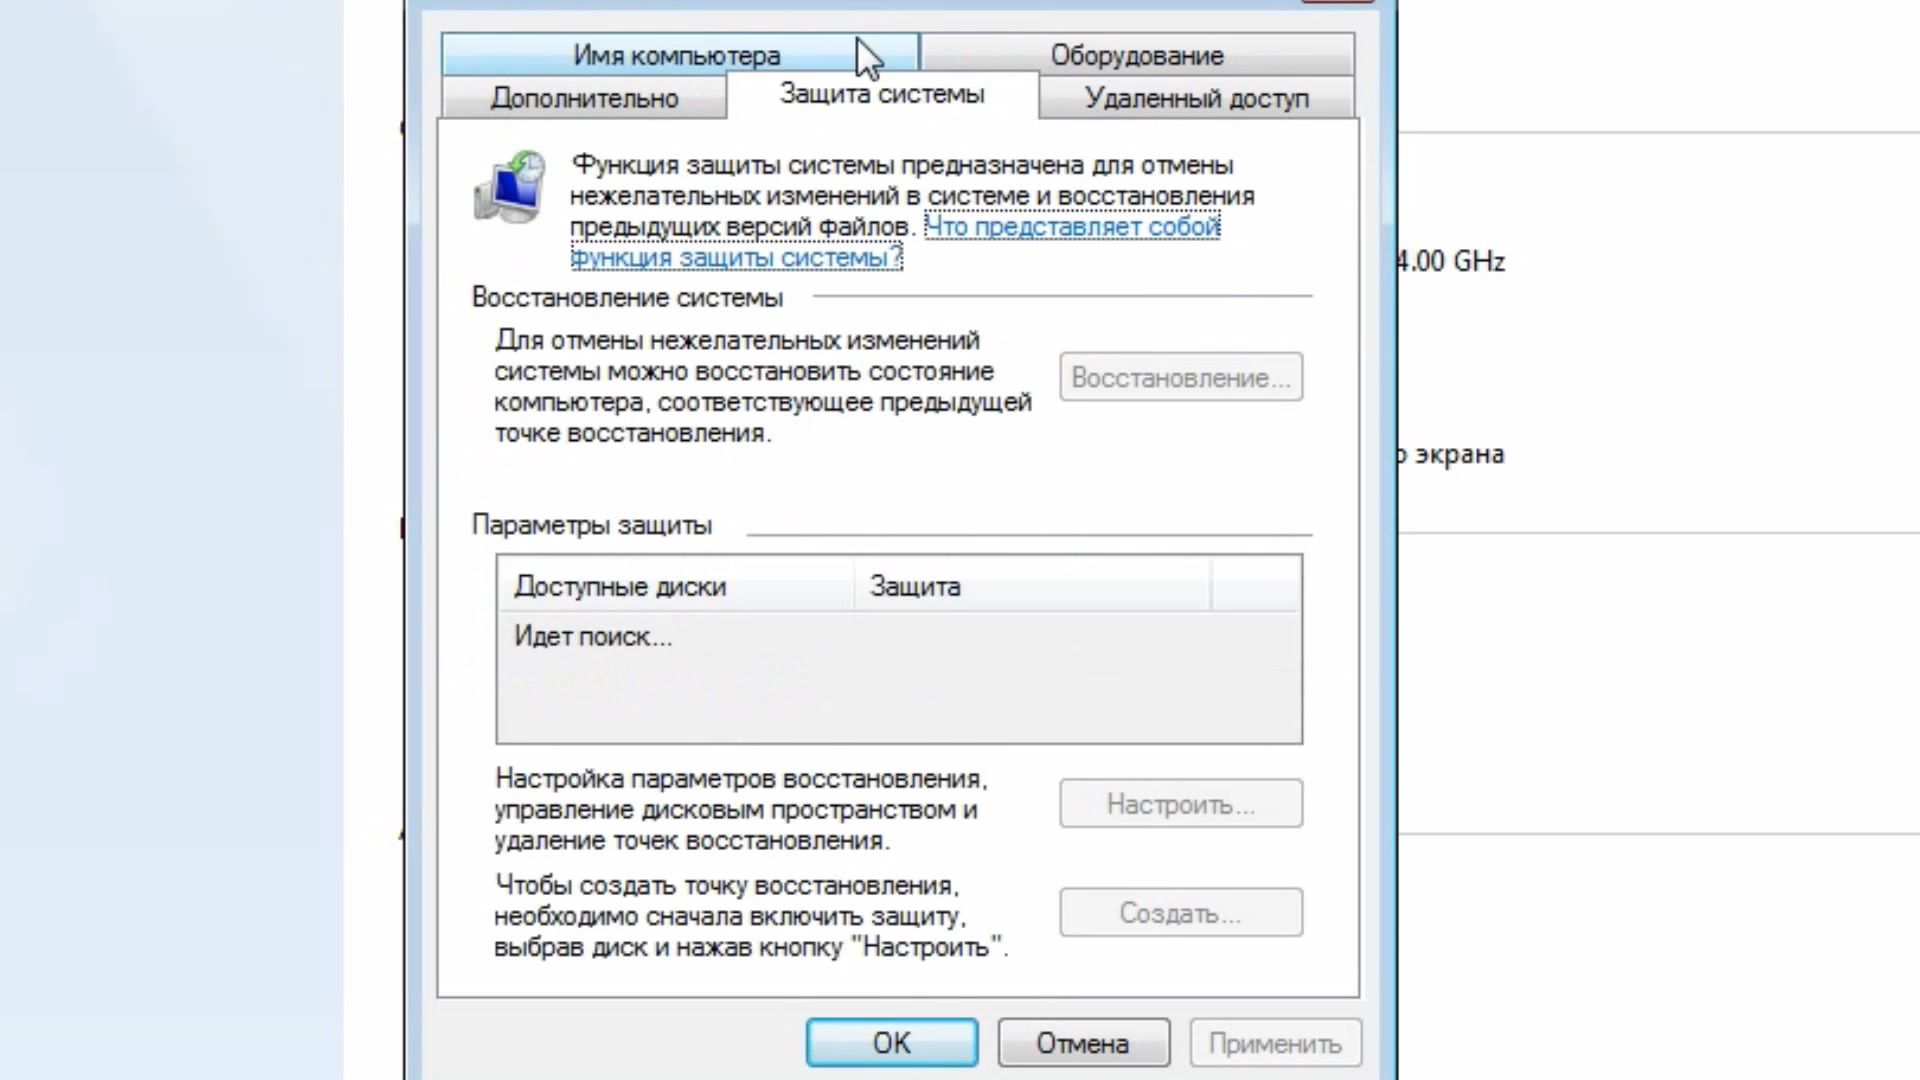 Имя компьютера
Оборудование
Дополнительно
Защита системы
Удаленный доступ
Функция защиты системы предназначена для отмены
нежелательных изменений в системе и восстановления
предыдущих версий файлов. Что представляет собой
функция защиты системы?
Восстановление системы
Для отмены нежелательных изменений
системы можно восстановить состояние
компьютера, соответствующее предыдущей
точке восстановления.
Восстановление...
Параметры защиты
Доступные диски
Защита
Идет поиск...
Настройка параметров восстановления,
управление дисковым пространством и
удаление точек восстановления.
Настроить...
Чтобы создать точку восстановления,
необходимо сначала включить защиту,
выбрав диск и нажав кнопку "Настроить".
Создать...
ОК
Отмена
Применить
4.00 GHz
экрана